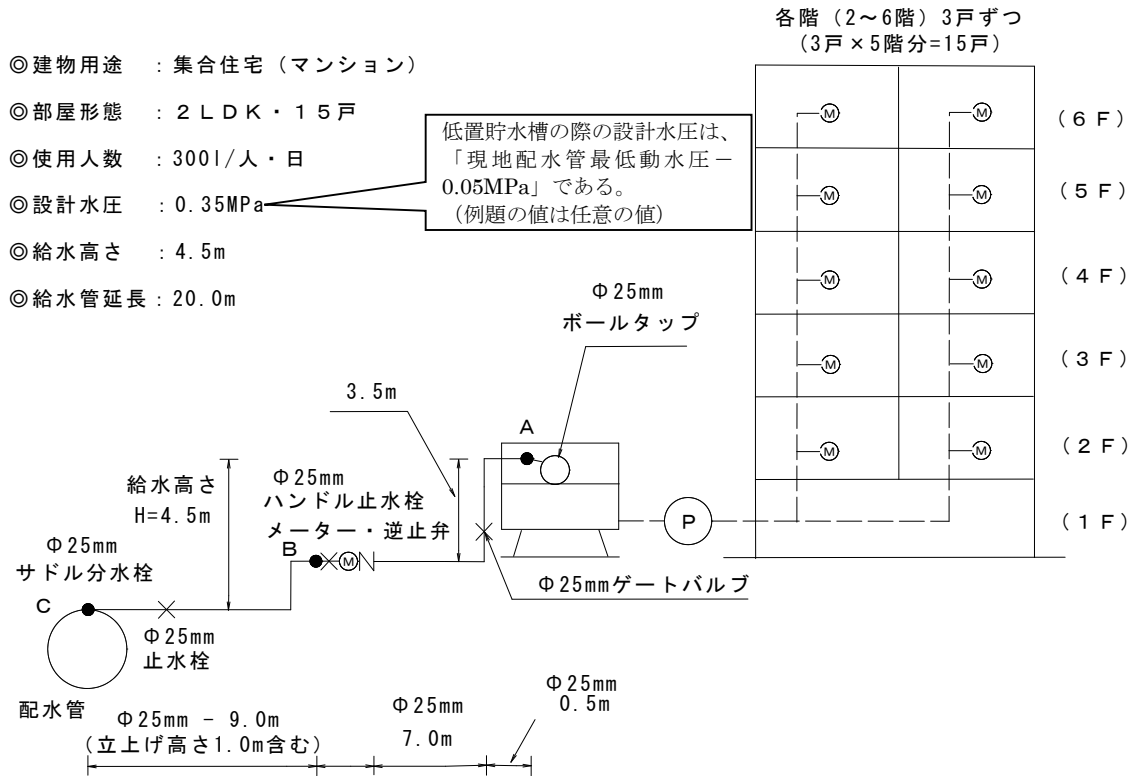 各階（2～6階）3戸ずつ
（3戸×5階分=15戸）
◎建物用途　：集合住宅（マンション）
◎部屋形態　：２ＬＤＫ・１５戸
◎使用人数　：300l/人・日
◎設計水圧　：0.35MPa
◎給水高さ　：4.5m
◎給水管延長：20.0m
低置貯水槽の際の設計水圧は、
「現地配水管最低動水圧－
0.05MPa」である。
（例題の値は任意の値）
Φ25mm
ボールタップ
3.5m
A
給水高さ
H=4.5m
Φ25mm
ハンドル止水栓
メーター・逆止弁
B
M
Φ25mm
サドル分水栓
C
Φ25mm
止水栓
配水管
Φ25mmゲートバルブ
P
M
M
（６Ｆ）
M
M
（５Ｆ）
M
M
（４Ｆ）
M
M
（３Ｆ）
M
M
（２Ｆ）
（１Ｆ）
Φ25mm － 9.0m
（立上げ高さ1.0m含む）
Φ25mm
7.0m
Φ25mm
0.5m